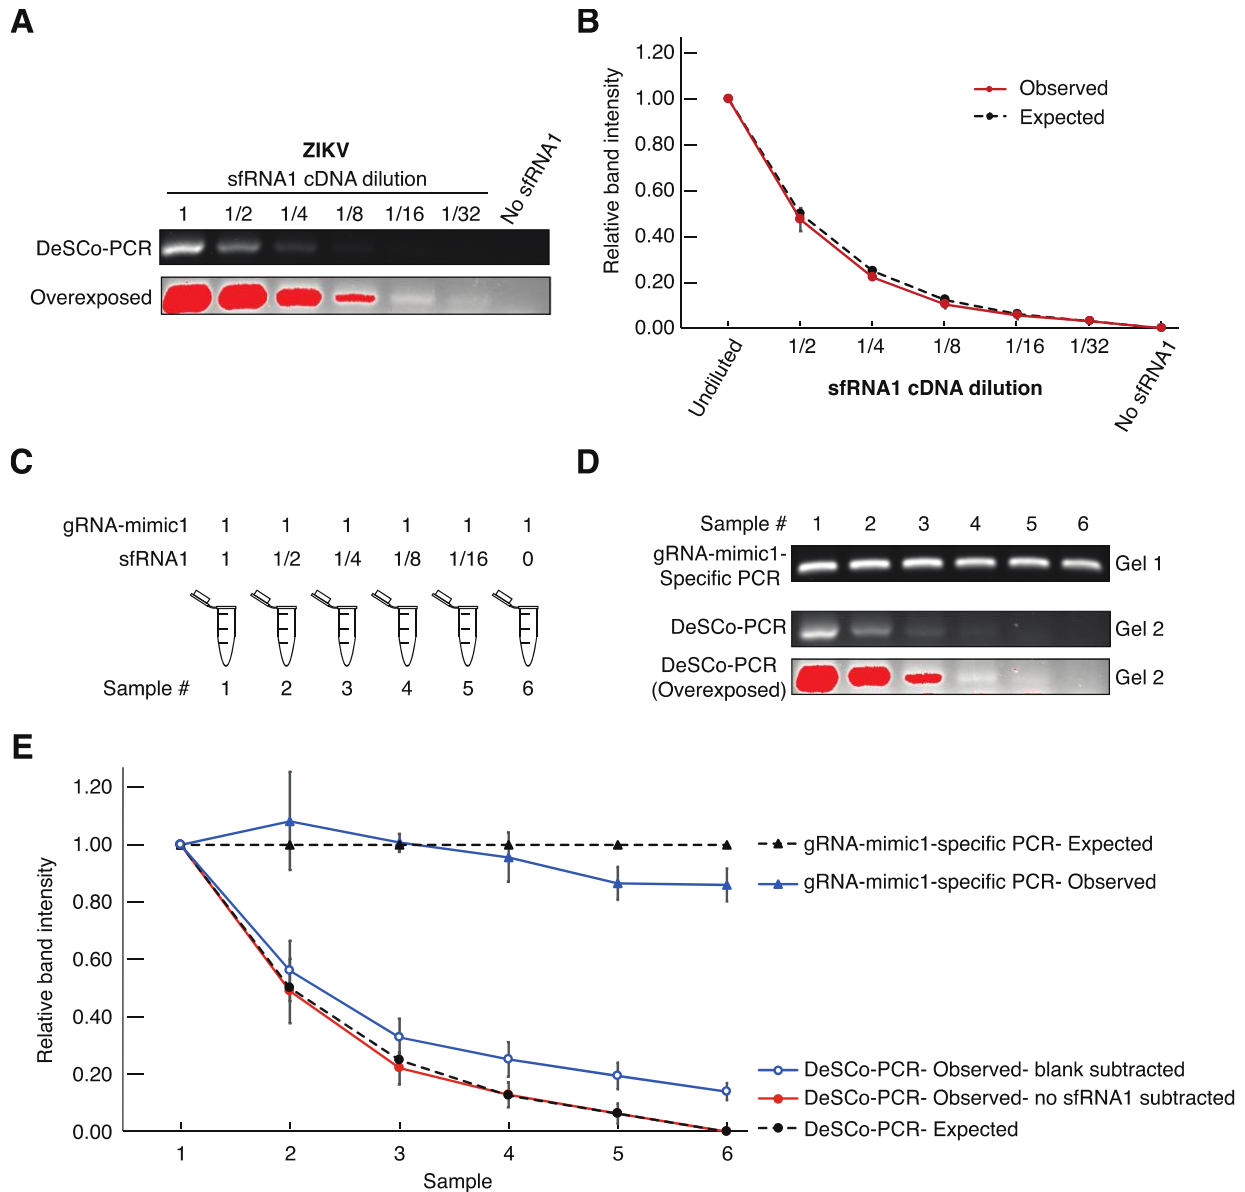 A
ZIKV
sfRNA1 cDNA dilution
1 1/2 1/4 1/8 1/16 1/32 No sfRNA1
DeSCo-PCR
Overexposed
B
Relative band intensity
1.20
1.00
0.80
0.60
0.40
0.20
0.00
Observed
Expected
Undiluted 1/2 1/4 1/8 1/16 1/32 No sfRNA1
sfRNA1 cDNA dilution
C
gRNA-mimic1 1 1 1 1 1 1
sfRNA1 1 1/2 1/4 1/8 1/16 0
Sample # 1 2 3 4 5 6
D
Sample # 1 2 3 4 5 6
gRNA-mimic1-
Specific PCR
Gel 1
DeSCo-PCR
Gel 2
DeSCo-PCR
(Overexposed)
Gel 2
E
Relative band intensity
1.20
1.00
0.80
0.60
0.40
0.20
0.00
gRNA-mimic1-specific PCR- Expected
gRNA-mimic1-specific PCR- Observed
DeSCo-PCR- Observed- blank subtracted
DeSCo-PCR- Observed- no sfRNA1 subtracted
DeSCo-PCR- Expected
1 2 3 4 5 6
Sample